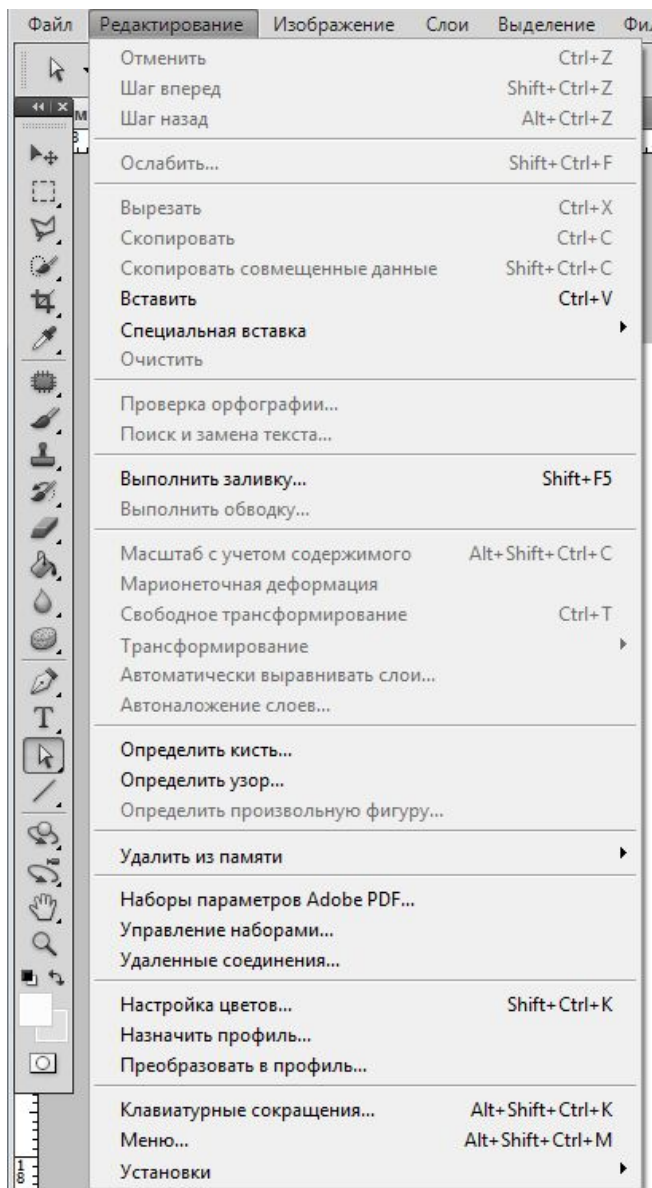 Файл Редактирование Изображение Слои Выделение Фил
Отменить Ctrl+Z
Шаг вперед Shift+Ctrl+Z
Шаг назад Alt+Ctrl+Z
Ослабить... Shift+Ctrl+F
Вырезать Ctrl+X
Скопировать Ctrl+C
Скопировать совмещенные данные Shift+Ctrl+C
Вставить Ctrl+V
Специальная вставка
Очистить
Проверка орфографии...
Поиск и замена текста...
Выполнить заливку... Shift+F5
Выполнить обводку...
Масштаб с учетом содержимого Alt+Shift+Ctrl+C
Марионеточная деформация
Свободное трансформирование Ctrl+T
Трансформирование
Автоматически выравнивать слои...
Автоналожение слоев...
Определить кисть...
Определить узор...
Определить произвольную фигуру...
Удалить из памяти
Наборы параметров Adobe PDF...
Управление наборами...
Удаленные соединения...
Настройка цветов... Shift+Ctrl+K
Назначить профиль...
Преобразовать в профиль...
Клавиатурные сокращения... Alt+Shift+Ctrl+K
Меню... Alt+Shift+Ctrl+M
Установки
18